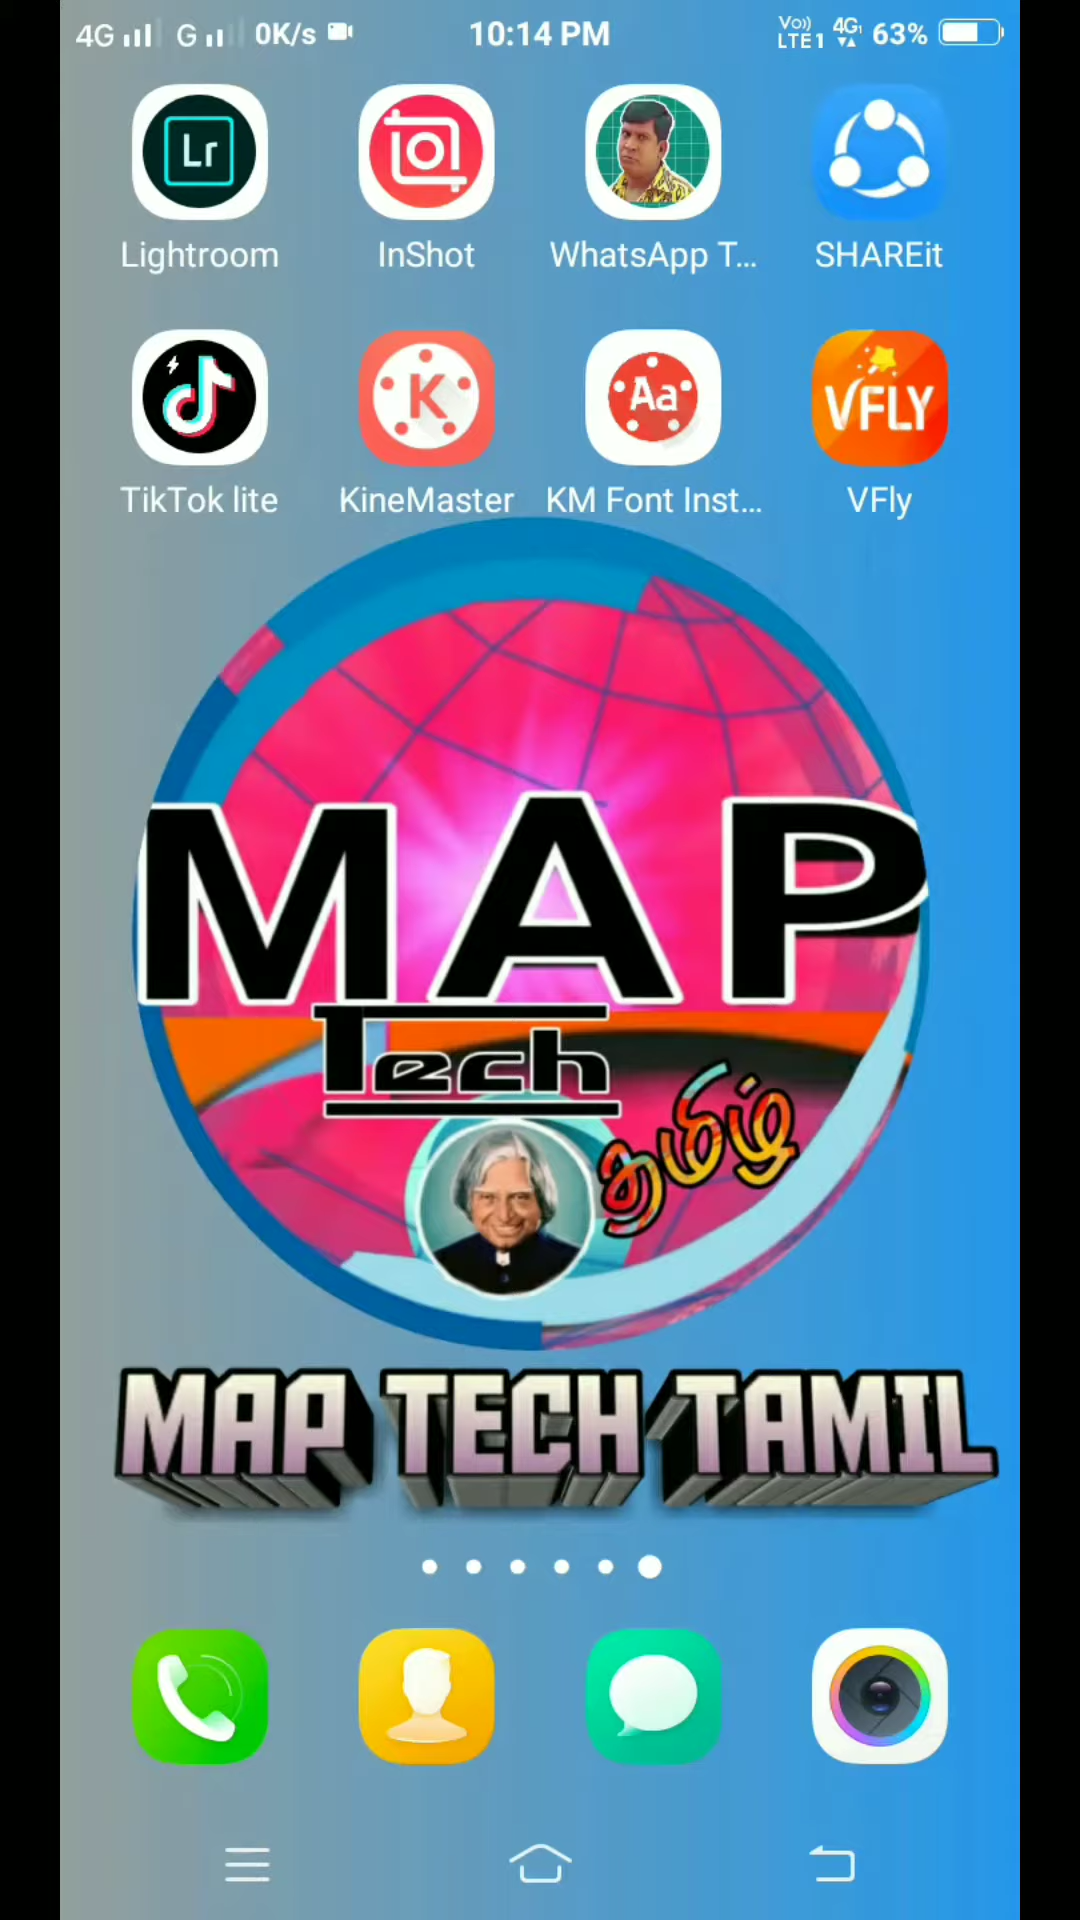 4G G 0K/s 10:14 PM Vo)) LTE1 4G 63%
Lr
Lightroom InShot WhatsApp T... SHAREit
K Aa VFLY
TikTok lite KineMaster KM Font Inst... VFly
MAP
Tech
தமிழ்
MAP TECH TAMIL